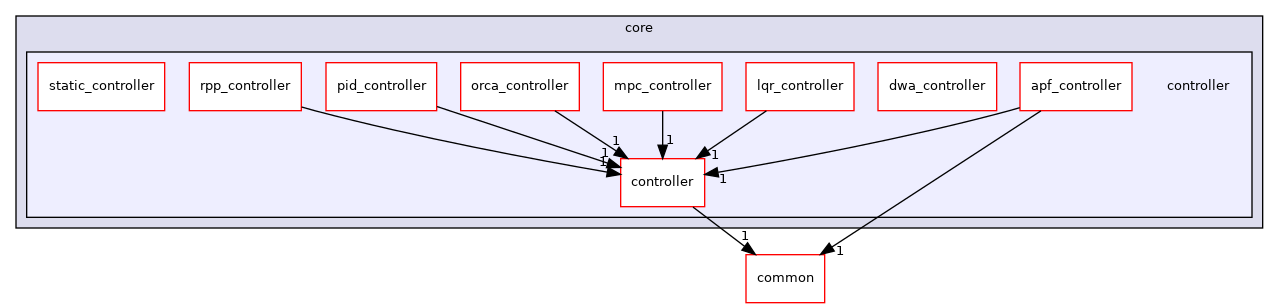 core
static_controller
rpp_controller
pid_controller
orca_controller
mpc_controller
lqr_controller
dwa_controller
apf_controller
controller
1
1
1
1
1
1
controller
1
1
common